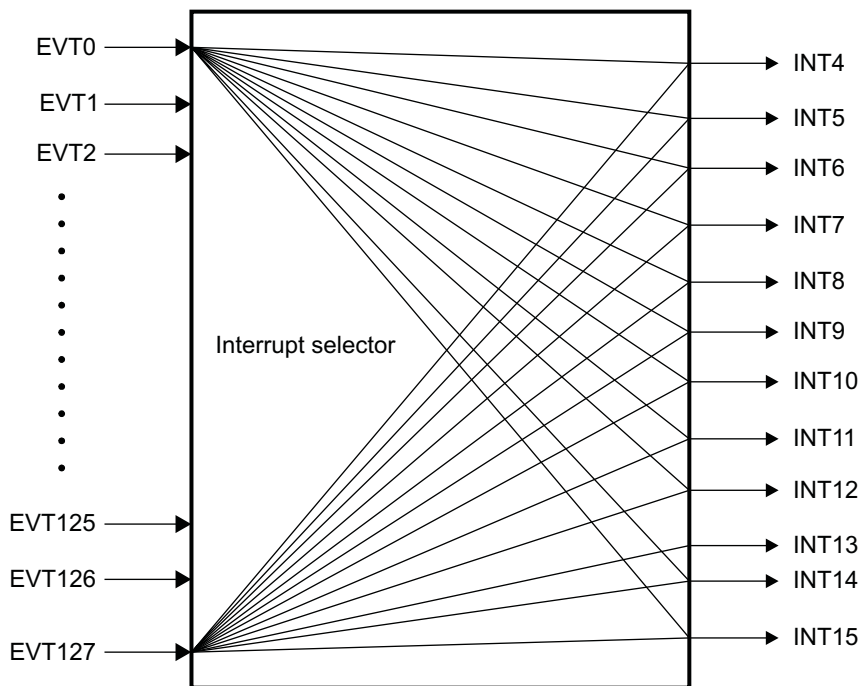 EVT0
EVT1
EVT2
EVT125
EVT126
EVT127
Interrupt selector
INT4
INT5
INT6
INT7
INT8
INT9
INT10
INT11
INT12
INT13
INT14
INT15